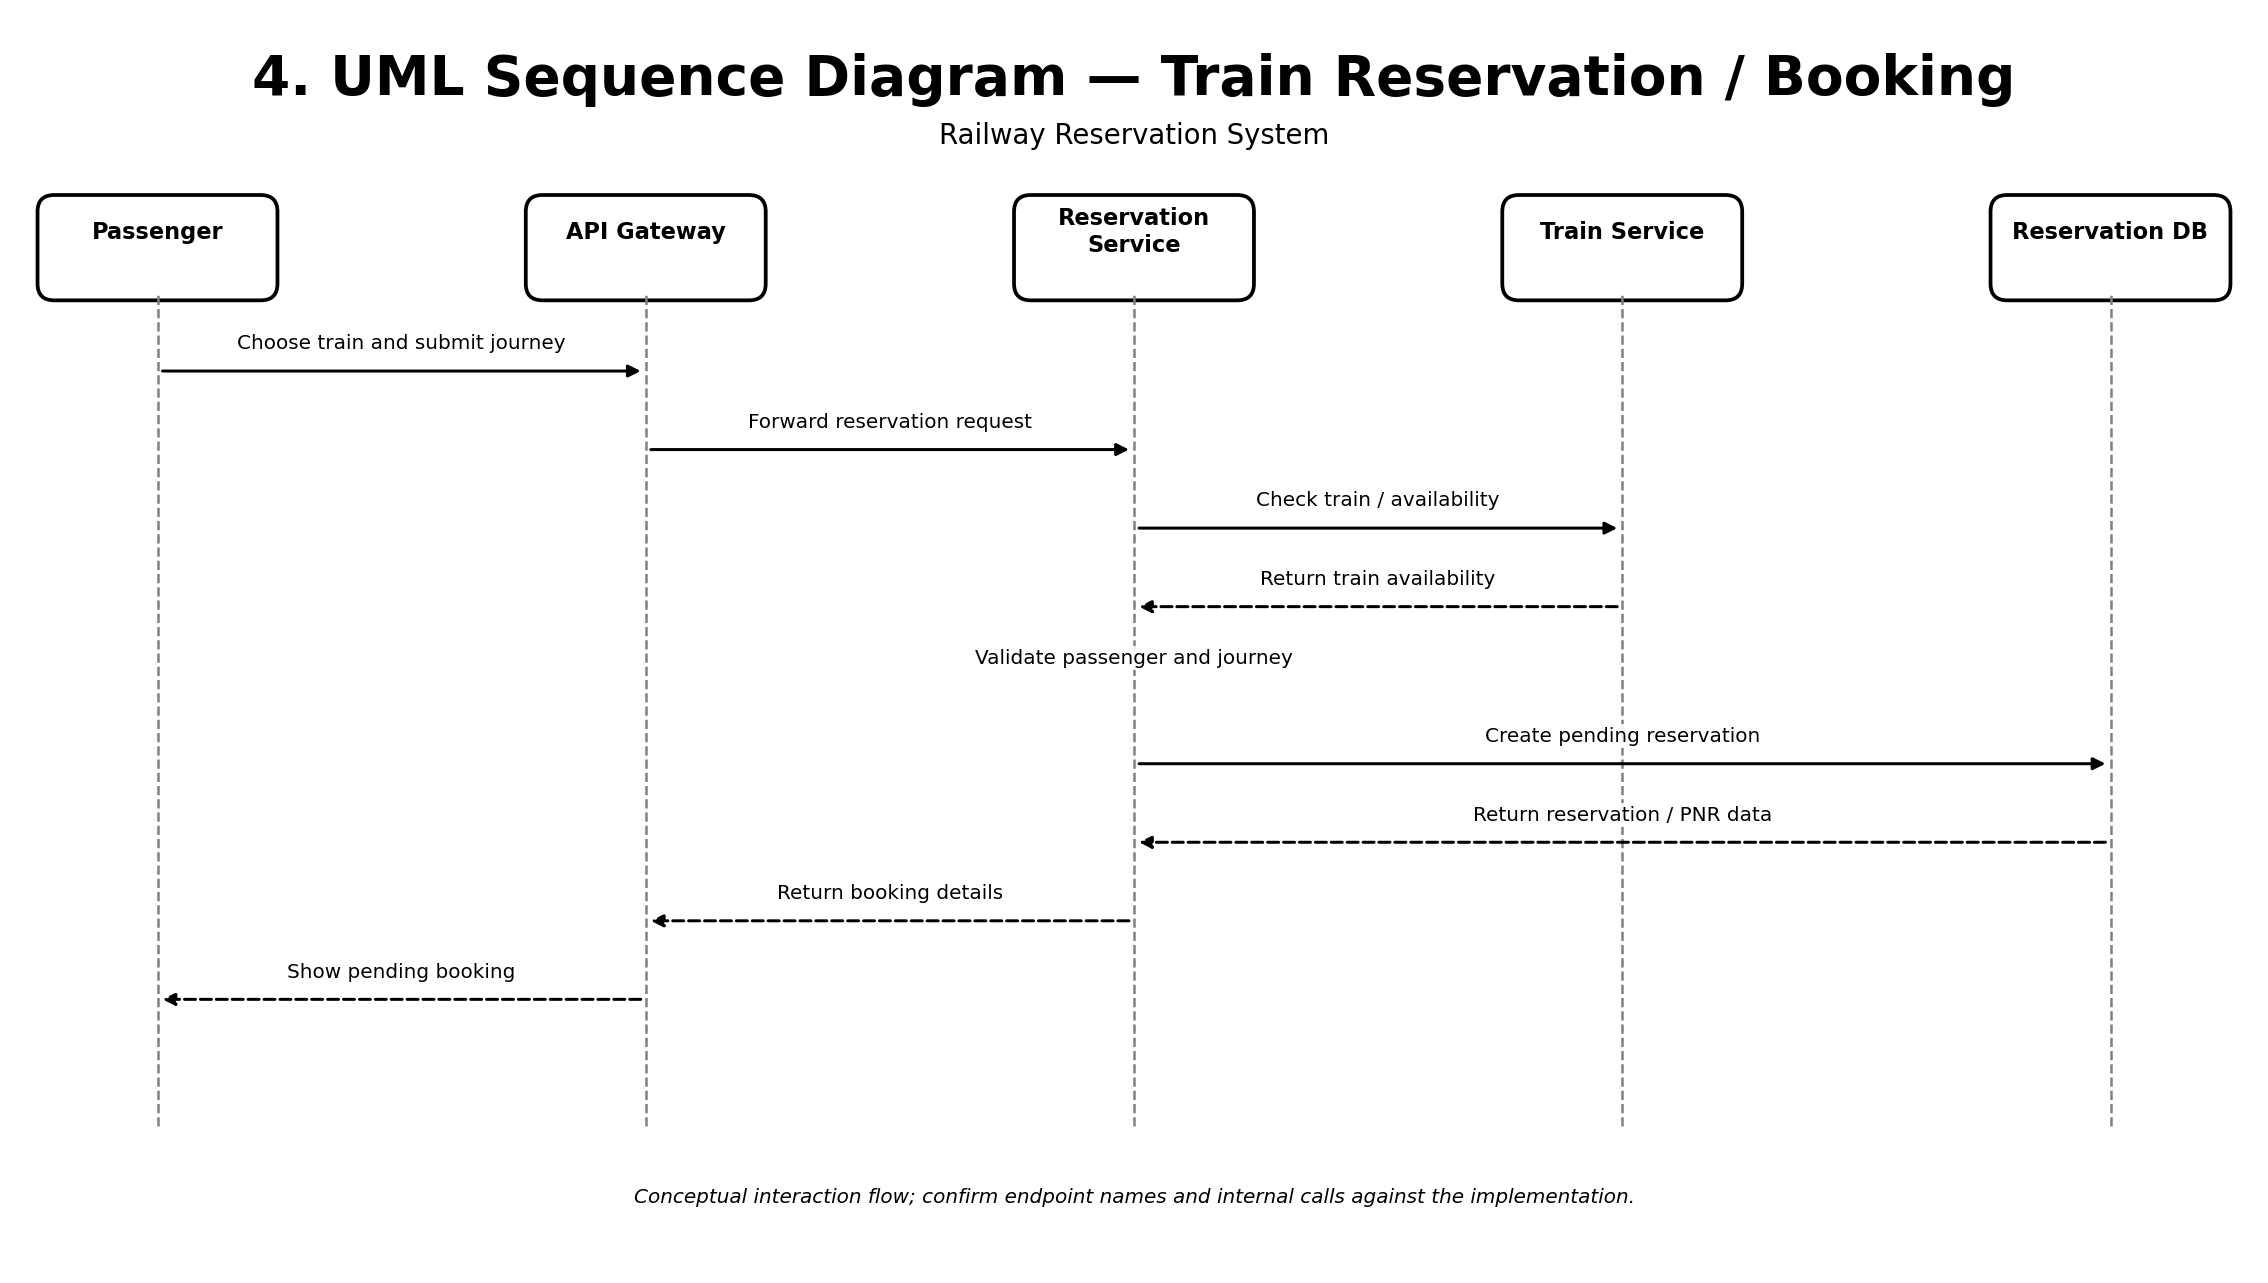 4. UML Sequence Diagram — Train Reservation / Booking
Railway Reservation System
Passenger
API Gateway
Reservation
Service
Train Service
Reservation DB
Choose train and submit journey
Forward reservation request
Check train / availability
Return train availability
Validate passenger and journey
Create pending reservation
Return reservation / PNR data
Return booking details
Show pending booking
Conceptual interaction flow; confirm endpoint names and internal calls against the implementation.